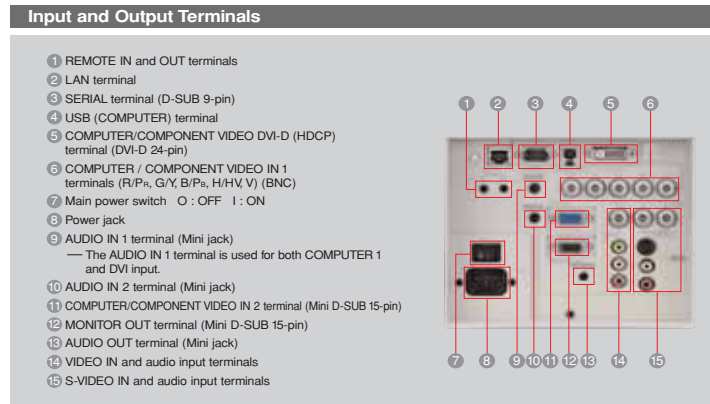 Input and Output Terminals
1 REMOTE IN and OUT terminals
2 LAN terminal
3 SERIAL terminal (D-SUB 9-pin)
4 USB (COMPUTER) terminal
5 COMPUTER/COMPONENT VIDEO DVI-D (HDCP)
terminal (DVI-D 24-pin)
6 COMPUTER / COMPONENT VIDEO IN 1
terminals (R/PR, G/Y, B/PB, H/HV, V) (BNC)
7 Main power switch O : OFF I : ON
8 Power jack
9 AUDIO IN 1 terminal (Mini jack)
— The AUDIO IN 1 terminal is used for both COMPUTER 1
and DVI input.
10 AUDIO IN 2 terminal (Mini jack)
11 COMPUTER/COMPONENT VIDEO IN 2 terminal (Mini D-SUB 15-pin)
12 MONITOR OUT terminal (Mini D-SUB 15-pin)
13 AUDIO OUT terminal (Mini jack)
14 VIDEO IN and audio input terminals
15 S-VIDEO IN and audio input terminals
1 2 3 4 5 6
7 8 9 10 11 12 13 14 15